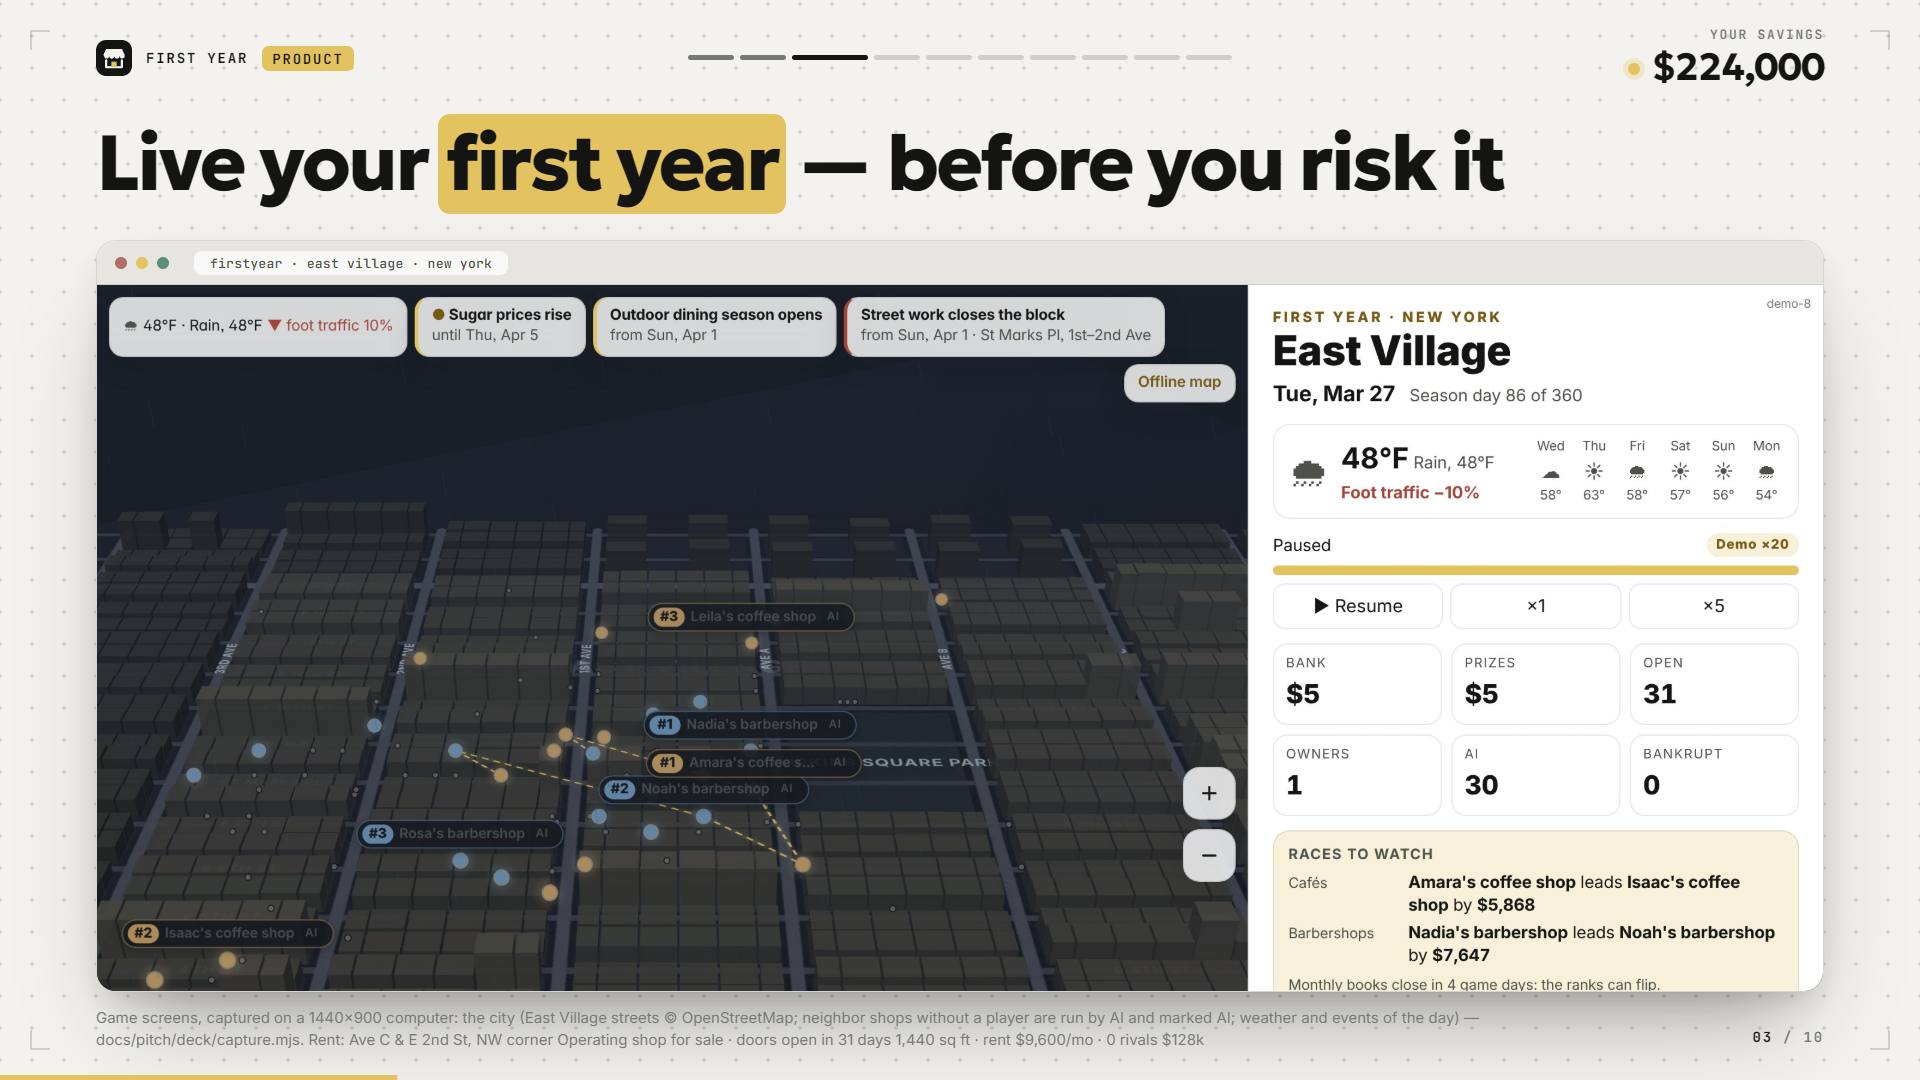 FIRST YEAR PRODUCT
YOUR SAVINGS
$224,000
Live your first year — before you risk it
firstyear · east village · new york
48°F · Rain, 48°F ▼ foot traffic 10%
Sugar prices rise
until Thu, Apr 5
Outdoor dining season opens
from Sun, Apr 1
Street work closes the block
from Sun, Apr 1 · St Marks Pl, 1st–2nd Ave
Offline map
#3 Leila's coffee shop AI
3RD AVE
1ST AVE
AVE A
AVE B
#1 Nadia's barbershop AI
#1 Amara's coffee s... AI
SQUARE PAR
#2 Noah's barbershop AI
#3 Rosa's barbershop AI
#2 Isaac's coffee shop AI
+
−
demo-8
FIRST YEAR · NEW YORK
East Village
Tue, Mar 27 Season day 86 of 360
48°F Rain, 48°F
Foot traffic −10%
Wed Thu Fri Sat Sun Mon
58° 63° 58° 57° 56° 54°
Paused Demo ×20
▶ Resume ×1 ×5
BANK PRIZES OPEN
$5 $5 31
OWNERS AI BANKRUPT
1 30 0
RACES TO WATCH
Cafés Amara's coffee shop leads Isaac's coffee
shop by $5,868
Barbershops Nadia's barbershop leads Noah's barbershop
by $7,647
Monthly books close in 4 game days: the ranks can flip.
Game screens, captured on a 1440×900 computer: the city (East Village streets © OpenStreetMap; neighbor shops without a player are run by AI and marked AI; weather and events of the day) —
docs/pitch/deck/capture.mjs. Rent: Ave C & E 2nd St, NW corner Operating shop for sale · doors open in 31 days 1,440 sq ft · rent $9,600/mo · 0 rivals $128k
03 / 10